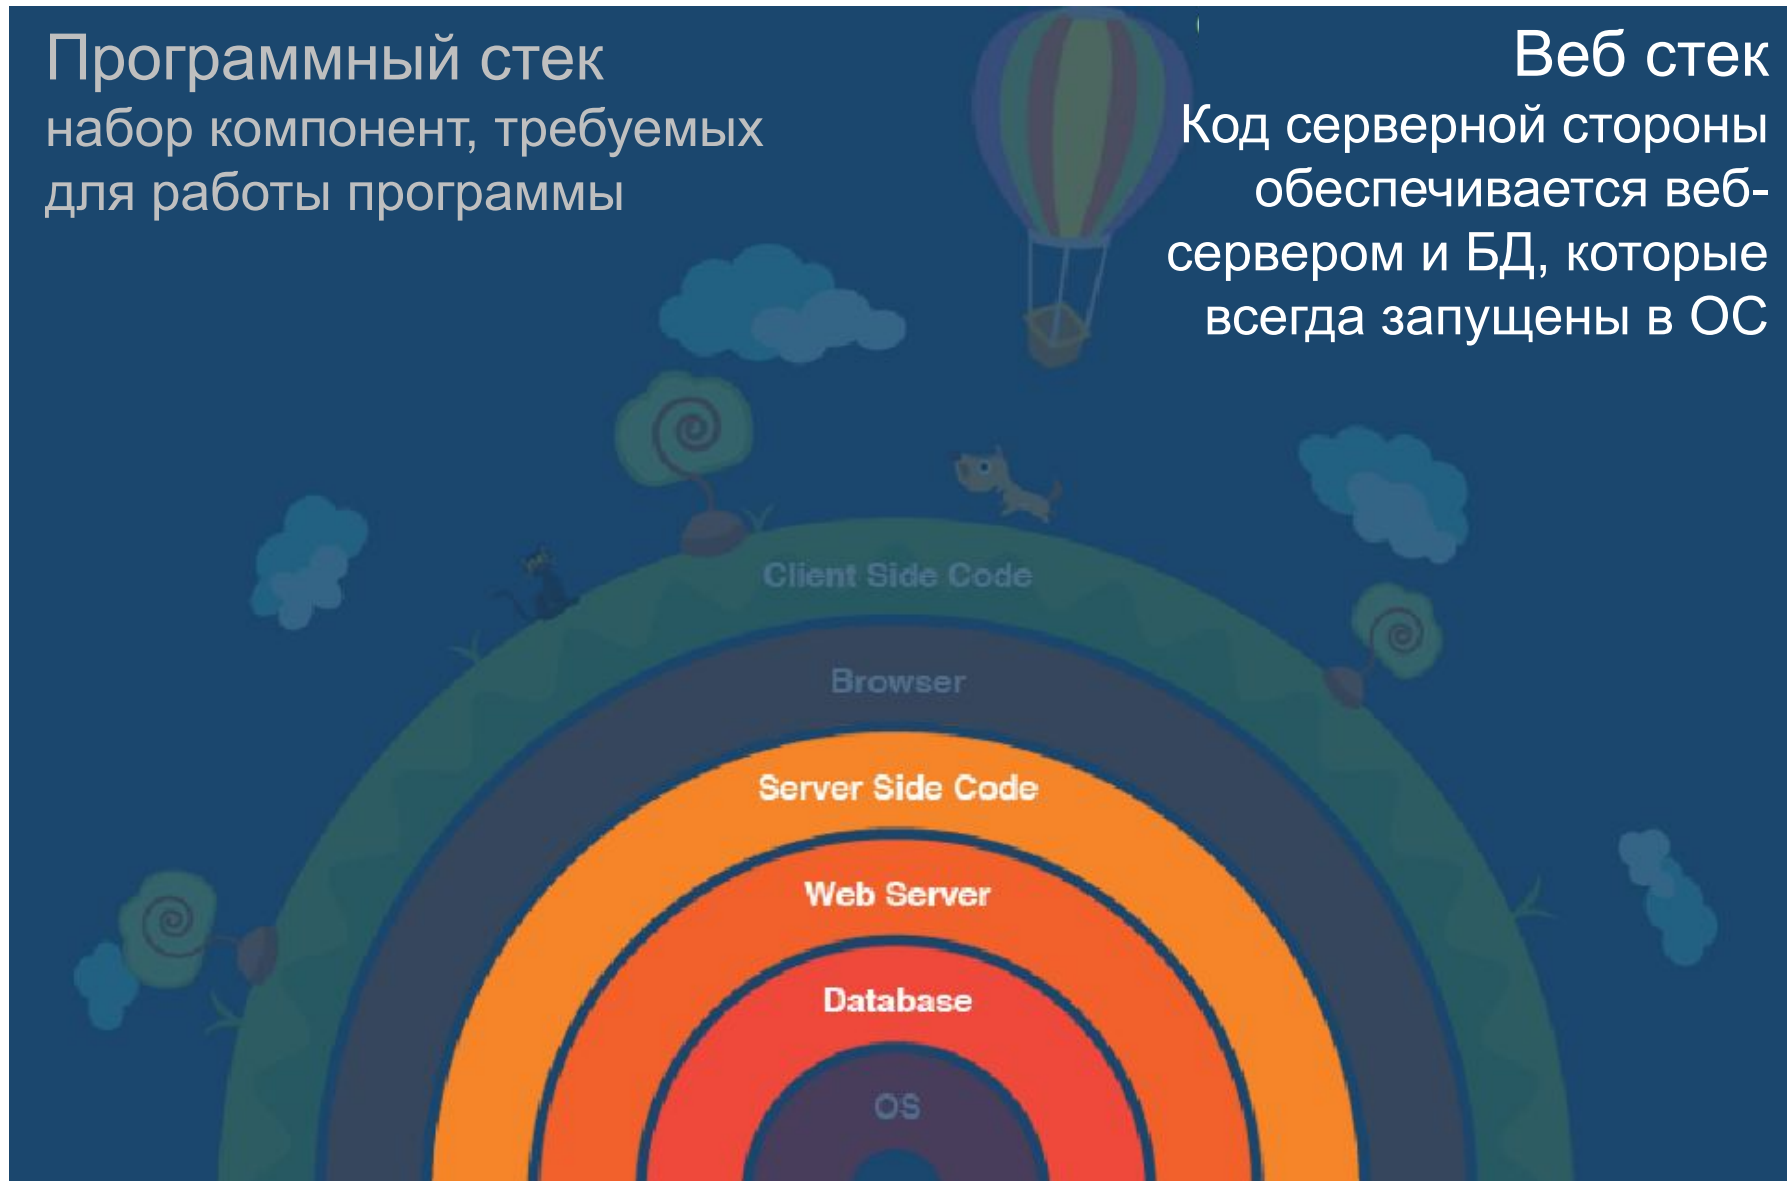 Программный стек
набор компонент, требуемых
для работы программы
Веб стек
Код серверной стороны
обеспечивается веб-
сервером и БД, которые
всегда запущены в ОС
Client Side Code
Browser
Server Side Code
Web Server
Database
OS